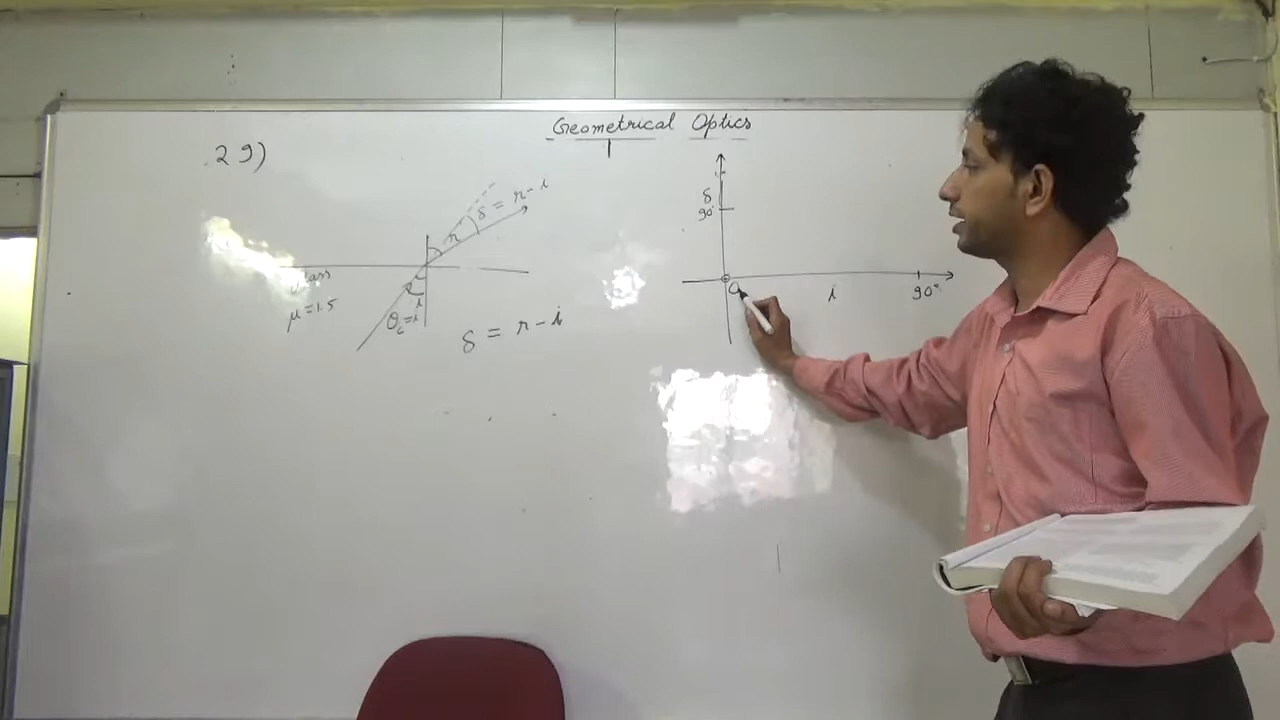 Geometrical Optics
29)
δ = r - i
r
glass
μ = 1.5
i
θc = i
δ = r - i
δ
90°
O
i
90°